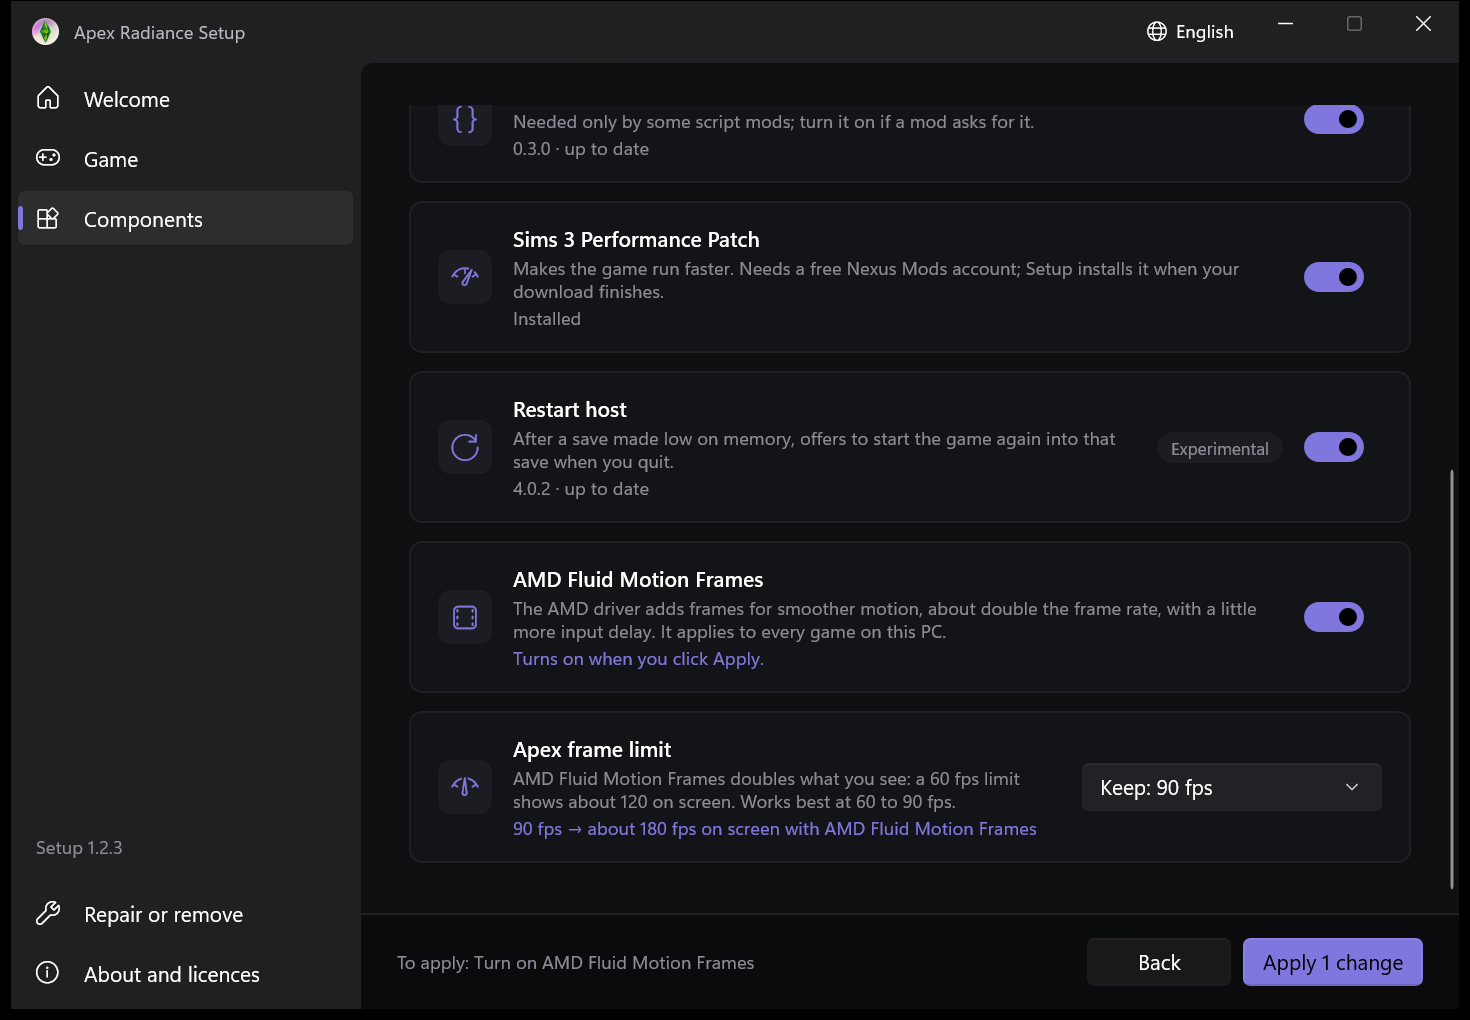 Apex Radiance Setup
English
Welcome
Game
Components
Setup 1.2.3
Repair or remove
About and licences
Needed only by some script mods; turn it on if a mod asks for it.
0.3.0 · up to date
Sims 3 Performance Patch
Makes the game run faster. Needs a free Nexus Mods account; Setup installs it when your
download finishes.
Installed
Restart host
After a save made low on memory, offers to start the game again into that
save when you quit.
4.0.2 · up to date
Experimental
AMD Fluid Motion Frames
The AMD driver adds frames for smoother motion, about double the frame rate, with a little
more input delay. It applies to every game on this PC.
Turns on when you click Apply.
Apex frame limit
AMD Fluid Motion Frames doubles what you see: a 60 fps limit
shows about 120 on screen. Works best at 60 to 90 fps.
90 fps → about 180 fps on screen with AMD Fluid Motion Frames
Keep: 90 fps
To apply: Turn on AMD Fluid Motion Frames
Back
Apply 1 change